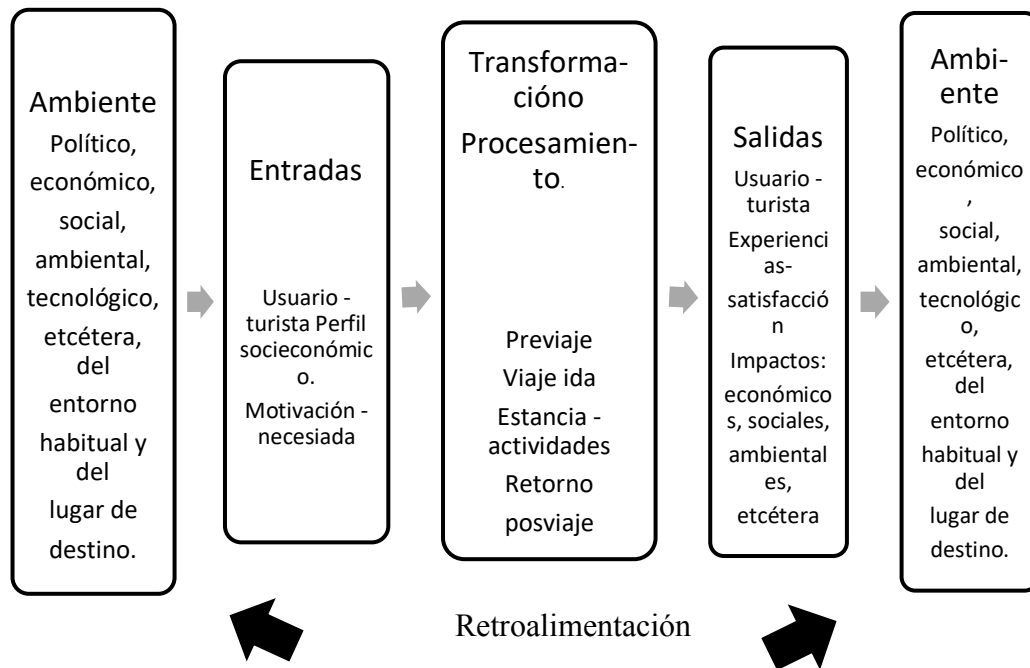 Ambiente
Político,
económico,
social,
ambiental,
tecnológico,
etcétera, del
entorno
habitual y
del
lugar de
destino.
Entradas
Usuario -
turista Perfil
socieconómic
o.
Motivación -
necesiada
Transforma-
cióno
Procesamien-
to.
Previaje
Viaje ida
Estancia -
actividades
Retorno
posviaje
Salidas
Usuario -
turista
Experienci
as-
satisfacció
n
Impactos:
económico
s, sociales,
ambiental
es,
etcétera
Ambi-
ente
Político,
económico
,
social,
ambiental,
tecnológic
o,
etcétera, del
entorno
habitual y
del
lugar de
destino.
Retroalimentación